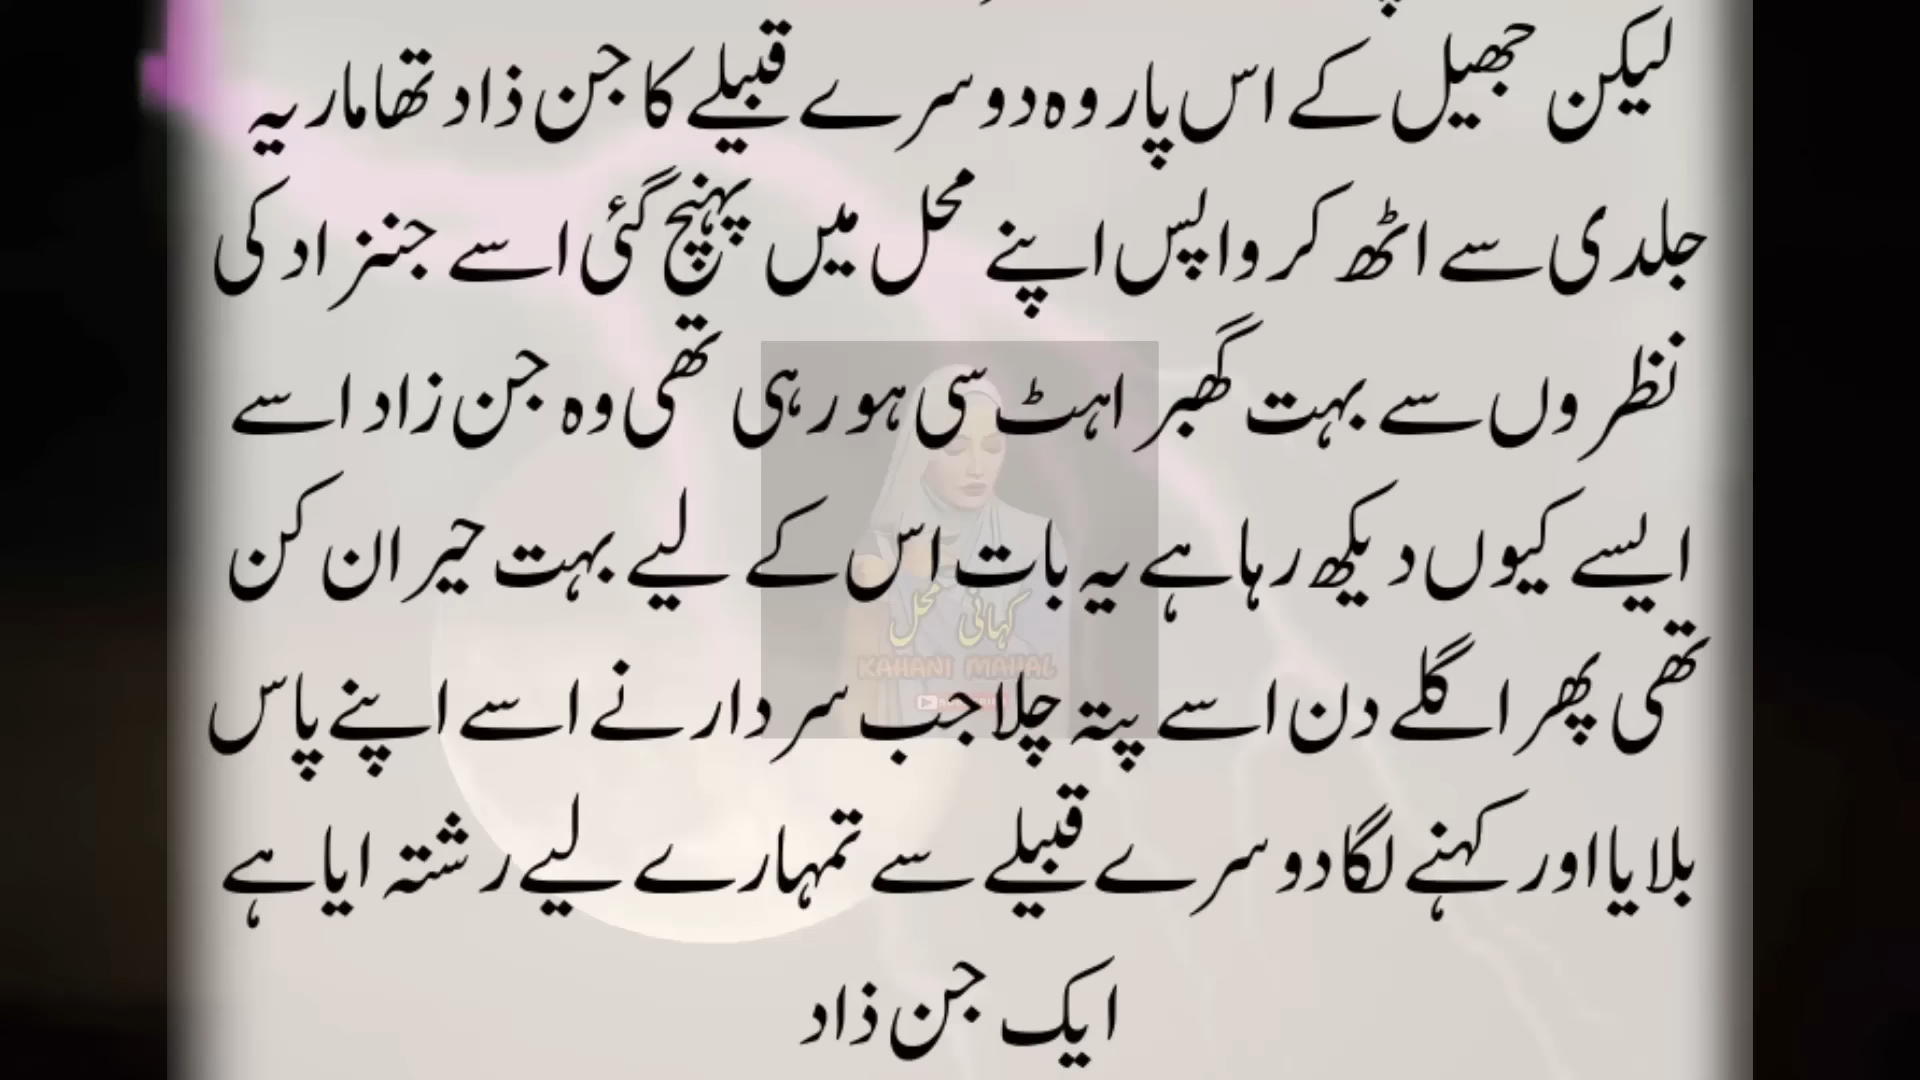 لیکن جھیل کے اس پار وہ دوسرے قبیلے کا جن ذاد تھا ماریہ
جلدی سے اٹھ کر واپس اپنے محل میں پہنچ گئی اسے جنزاد کی
نظروں سے بہت گھبراہٹ سی ہو رہی تھی وہ جن زاد اسے
ایسے کیوں دیکھ رہا ہے یہ بات اس کے لیے بہت حیران کن
تھی پھر اگلے دن اسے پتہ چلا جب سردار نے اسے اپنے پاس
بلایا اور کہنے لگا دوسرے قبیلے سے تمہارے لیے رشتہ ایا ہے
ایک جن ذاد
کہانی محل
KAHANI MAHAL